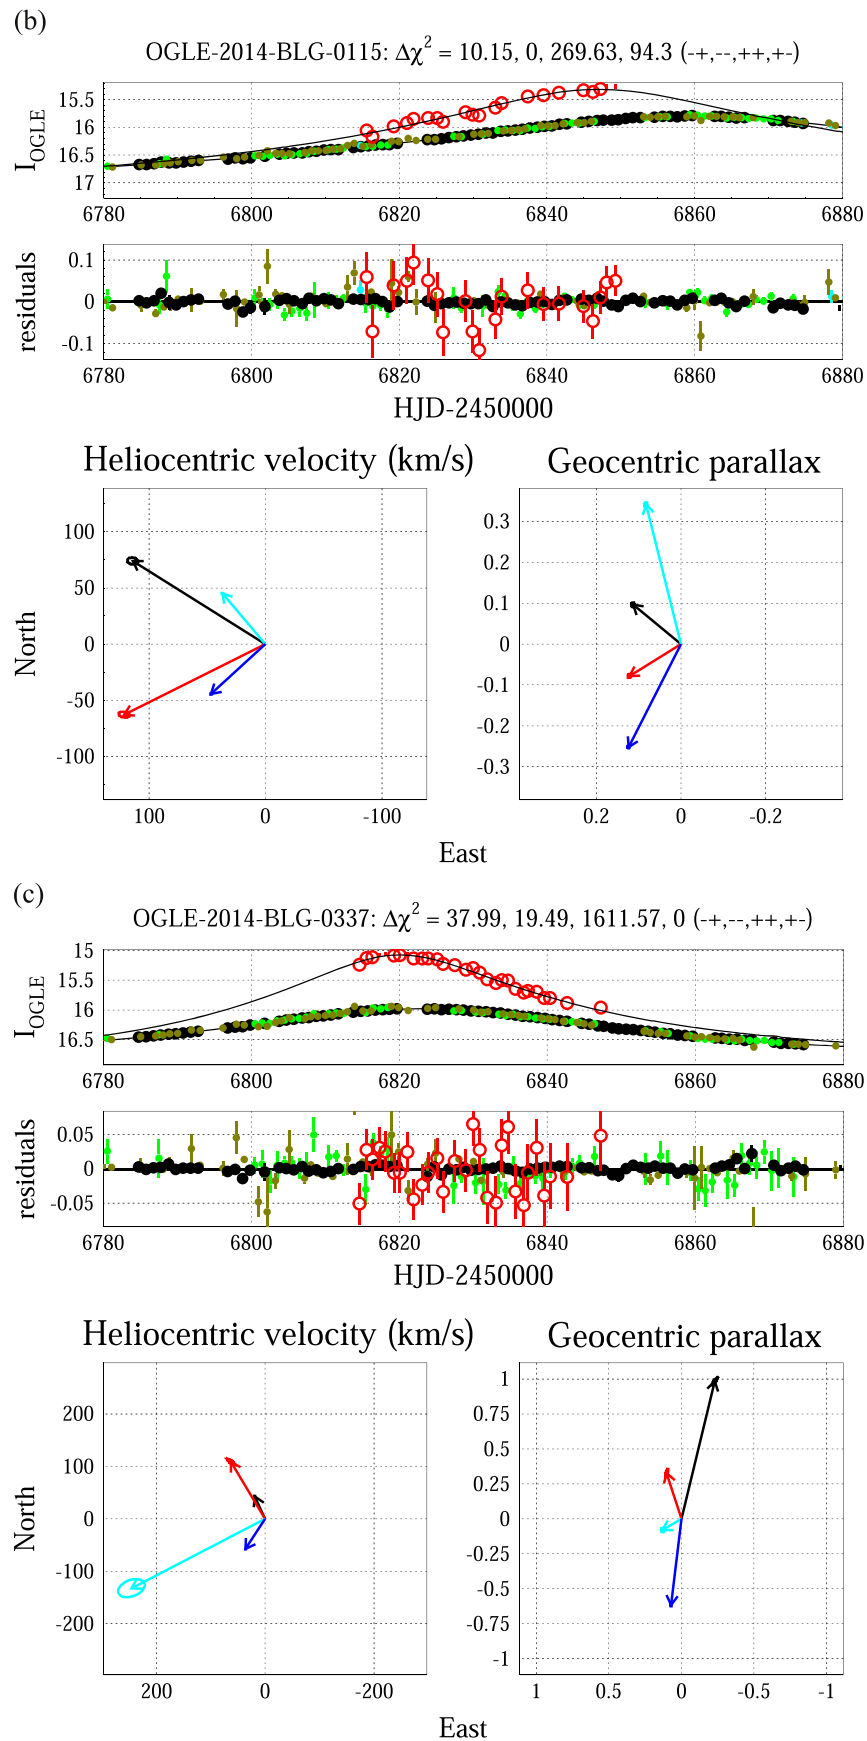 (b)
OGLE-2014-BLG-0115: Δχ² = 10.15, 0, 269.63, 94.3 (-+,--,++,+-)
I_OGLE
15.5
16
16.5
17
6780 6800 6820 6840 6860 6880
residuals
0.1
0
-0.1
6780 6800 6820 6840 6860 6880
HJD-2450000
Heliocentric velocity (km/s)
Geocentric parallax
North
100
50
0
-50
-100
100 0 -100
0.3
0.2
0.1
0
-0.1
-0.2
-0.3
0.2 0 -0.2
East
(c)
OGLE-2014-BLG-0337: Δχ² = 37.99, 19.49, 1611.57, 0 (-+,--,++,+-)
I_OGLE
15
15.5
16
16.5
6780 6800 6820 6840 6860 6880
residuals
0.05
0
-0.05
6780 6800 6820 6840 6860 6880
HJD-2450000
Heliocentric velocity (km/s)
Geocentric parallax
North
200
100
0
-100
-200
200 0 -200
1
0.75
0.5
0.25
0
-0.25
-0.5
-0.75
-1
1 0.5 0 -0.5 -1
East